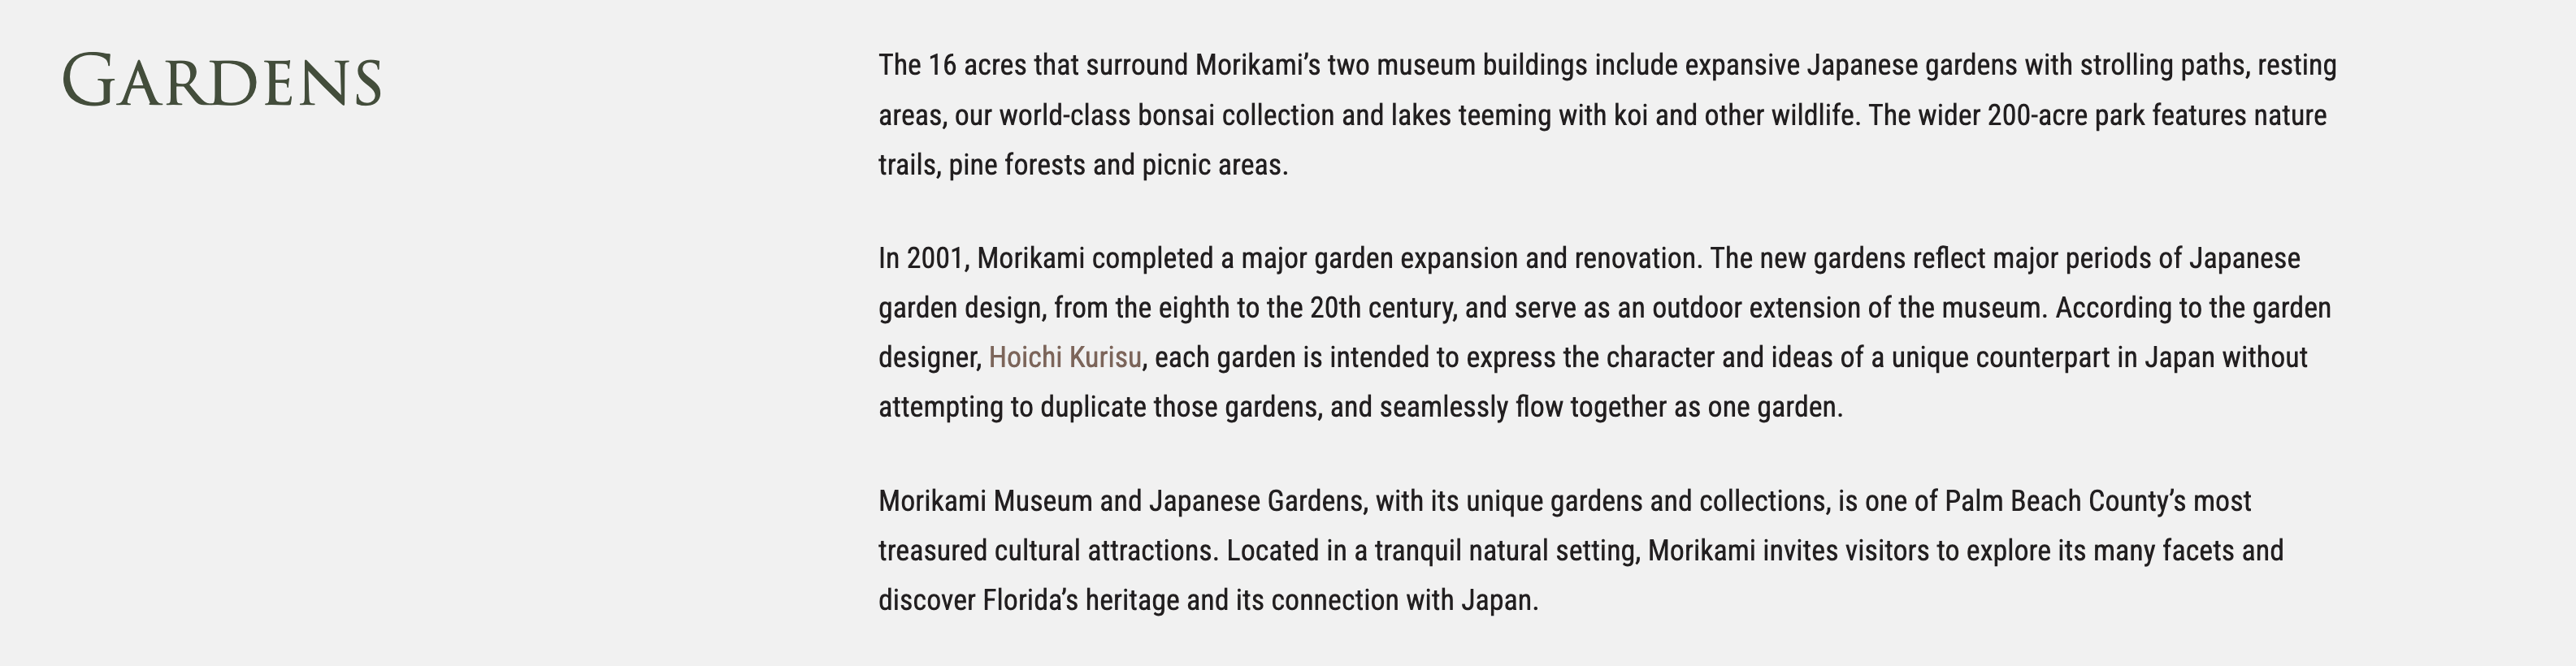 GARDENS
The 16 acres that surround Morikami’s two museum buildings include expansive Japanese gardens with strolling paths, resting
areas, our world-class bonsai collection and lakes teeming with koi and other wildlife. The wider 200-acre park features nature
trails, pine forests and picnic areas.
In 2001, Morikami completed a major garden expansion and renovation. The new gardens reflect major periods of Japanese
garden design, from the eighth to the 20th century, and serve as an outdoor extension of the museum. According to the garden
designer, Hoichi Kurisu, each garden is intended to express the character and ideas of a unique counterpart in Japan without
attempting to duplicate those gardens, and seamlessly flow together as one garden.
Morikami Museum and Japanese Gardens, with its unique gardens and collections, is one of Palm Beach County’s most
treasured cultural attractions. Located in a tranquil natural setting, Morikami invites visitors to explore its many facets and
discover Florida’s heritage and its connection with Japan.